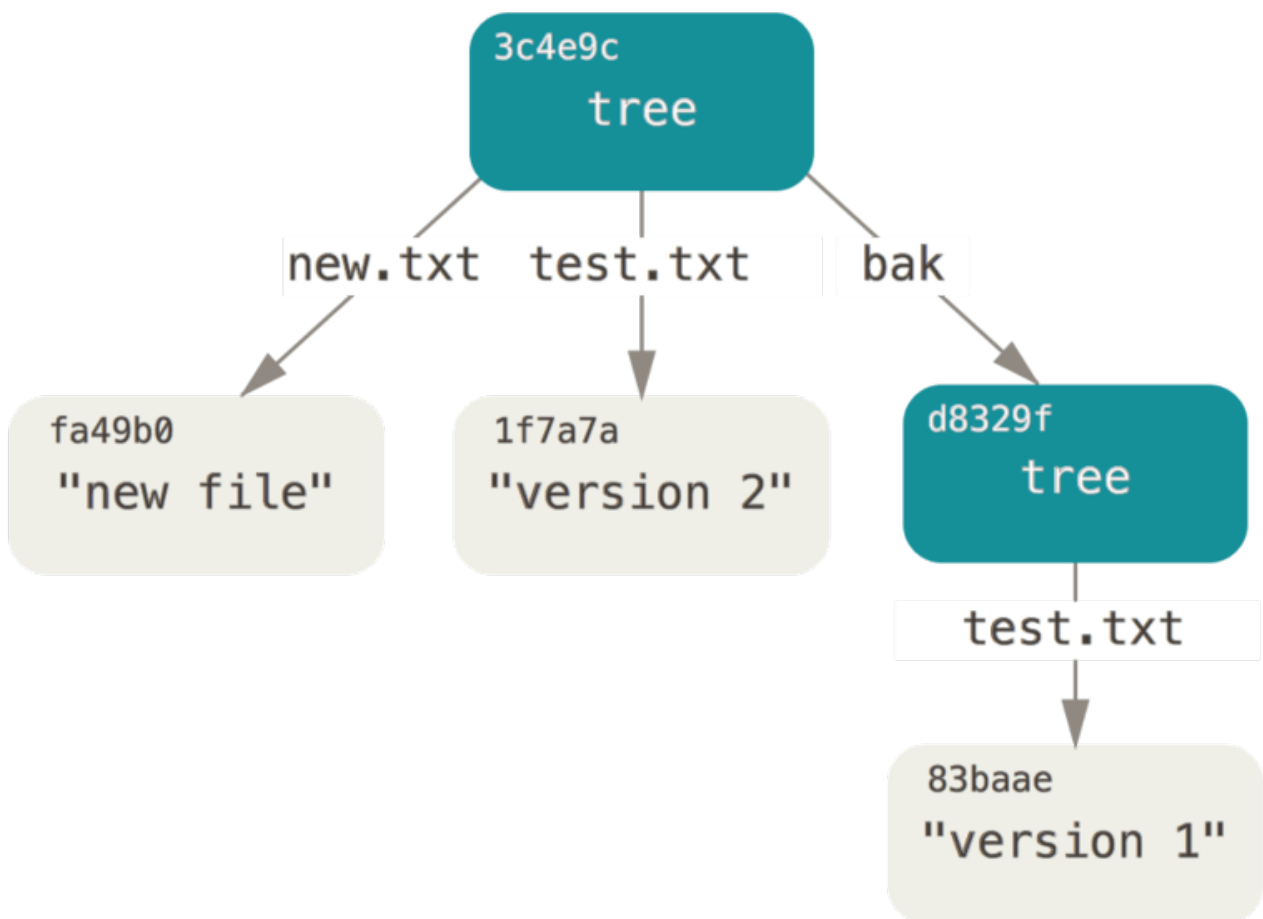 3c4e9c
tree
new.txt test.txt bak
fa49b0
"new file"
1f7a7a
"version 2"
d8329f
tree
test.txt
83baae
"version 1"